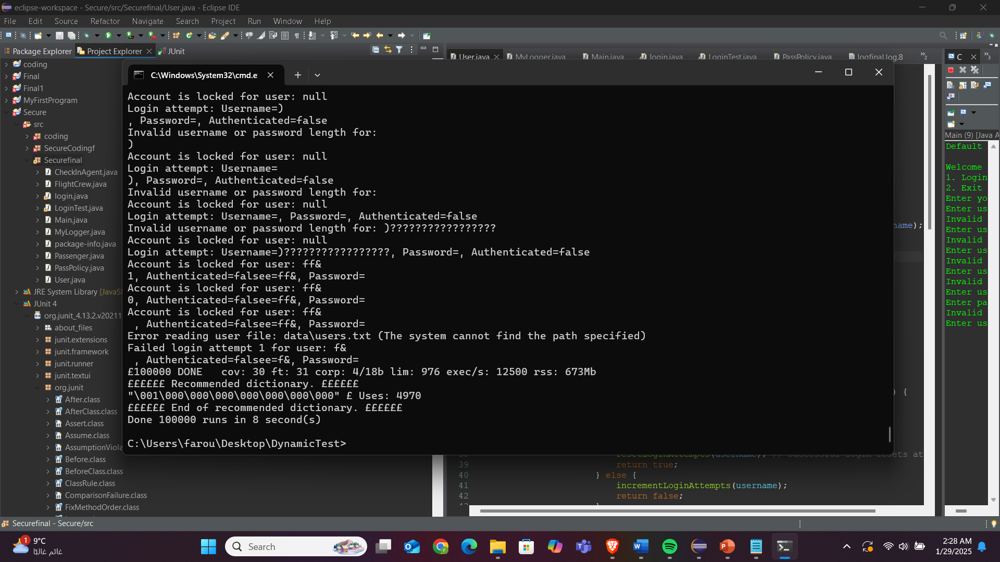 eclipse-workspace - Secure/src/Securefinal/User.java - Eclipse IDE
File Edit Source Refactor Navigate Search Project Run Window Help
Package Explorer Project Explorer JUnit
User.java MyLogger.java Main.java login.java LoginTest.java PassPolicy.java logfinal.log.8 »2
C »3
coding
Final
Final1
MyFirstProgram
Secure
src
coding
SecureCodingf
Securefinal
CheckInAgent.java
FlightCrew.java
login.java
LoginTest.java
Main.java
MyLogger.java
package-info.java
Passenger.java
PassPolicy.java
User.java
JRE System Library [JavaS
JUnit 4
org.junit_4.13.2.v20211
about_files
junit.extensions
junit.framework
junit.runner
junit.textui
org.junit
After.class
AfterClass.class
Assert.class
Assume.class
AssumptionViola
Before.class
BeforeClass.class
ClassRule.class
ComparisonFailure.class
FixMethodOrder.class
C:\Windows\System32\cmd.e
Account is locked for user: null
Login attempt: Username=)
, Password=, Authenticated=false
Invalid username or password length for:
)
Account is locked for user: null
Login attempt: Username=
), Password=, Authenticated=false
Invalid username or password length for:
Account is locked for user: null
Login attempt: Username=, Password=, Authenticated=false
Invalid username or password length for: )?????????????????
Account is locked for user: null
Login attempt: Username=)?????????????????, Password=, Authenticated=false
Account is locked for user: ff&
1, Authenticated=falsee=ff&, Password=
Account is locked for user: ff&
0, Authenticated=falsee=ff&, Password=
Account is locked for user: ff&
 , Authenticated=falsee=ff&, Password=
Error reading user file: data\users.txt (The system cannot find the path specified)
Failed login attempt 1 for user: f&
 , Authenticated=falsee=f&, Password=
£100000 DONE   cov: 30 ft: 31 corp: 4/18b lim: 976 exec/s: 12500 rss: 673Mb
££££££ Recommended dictionary. ££££££
"\001\000\000\000\000\000\000\000" £ Uses: 4970
££££££ End of recommended dictionary. ££££££
Done 100000 runs in 8 second(s)
C:\Users\farou\Desktop\DynamicTest>
name);
) {
resetLoginAttempts(username); // Successful login resets at
39 return true;
40 } else {
41 incrementLoginAttempts(username);
42 return false;
Main (9) [Java A
Default
Welcome
1. Login
2. Exit
Enter yo
Enter us
Invalid
Enter us
Invalid
Enter us
Invalid
Enter us
Invalid
Enter us
Enter pa
Invalid
Enter us
Securefinal - Secure/src
1
9°C
غائم غالبًا
Search
2:28 AM
1/29/2025